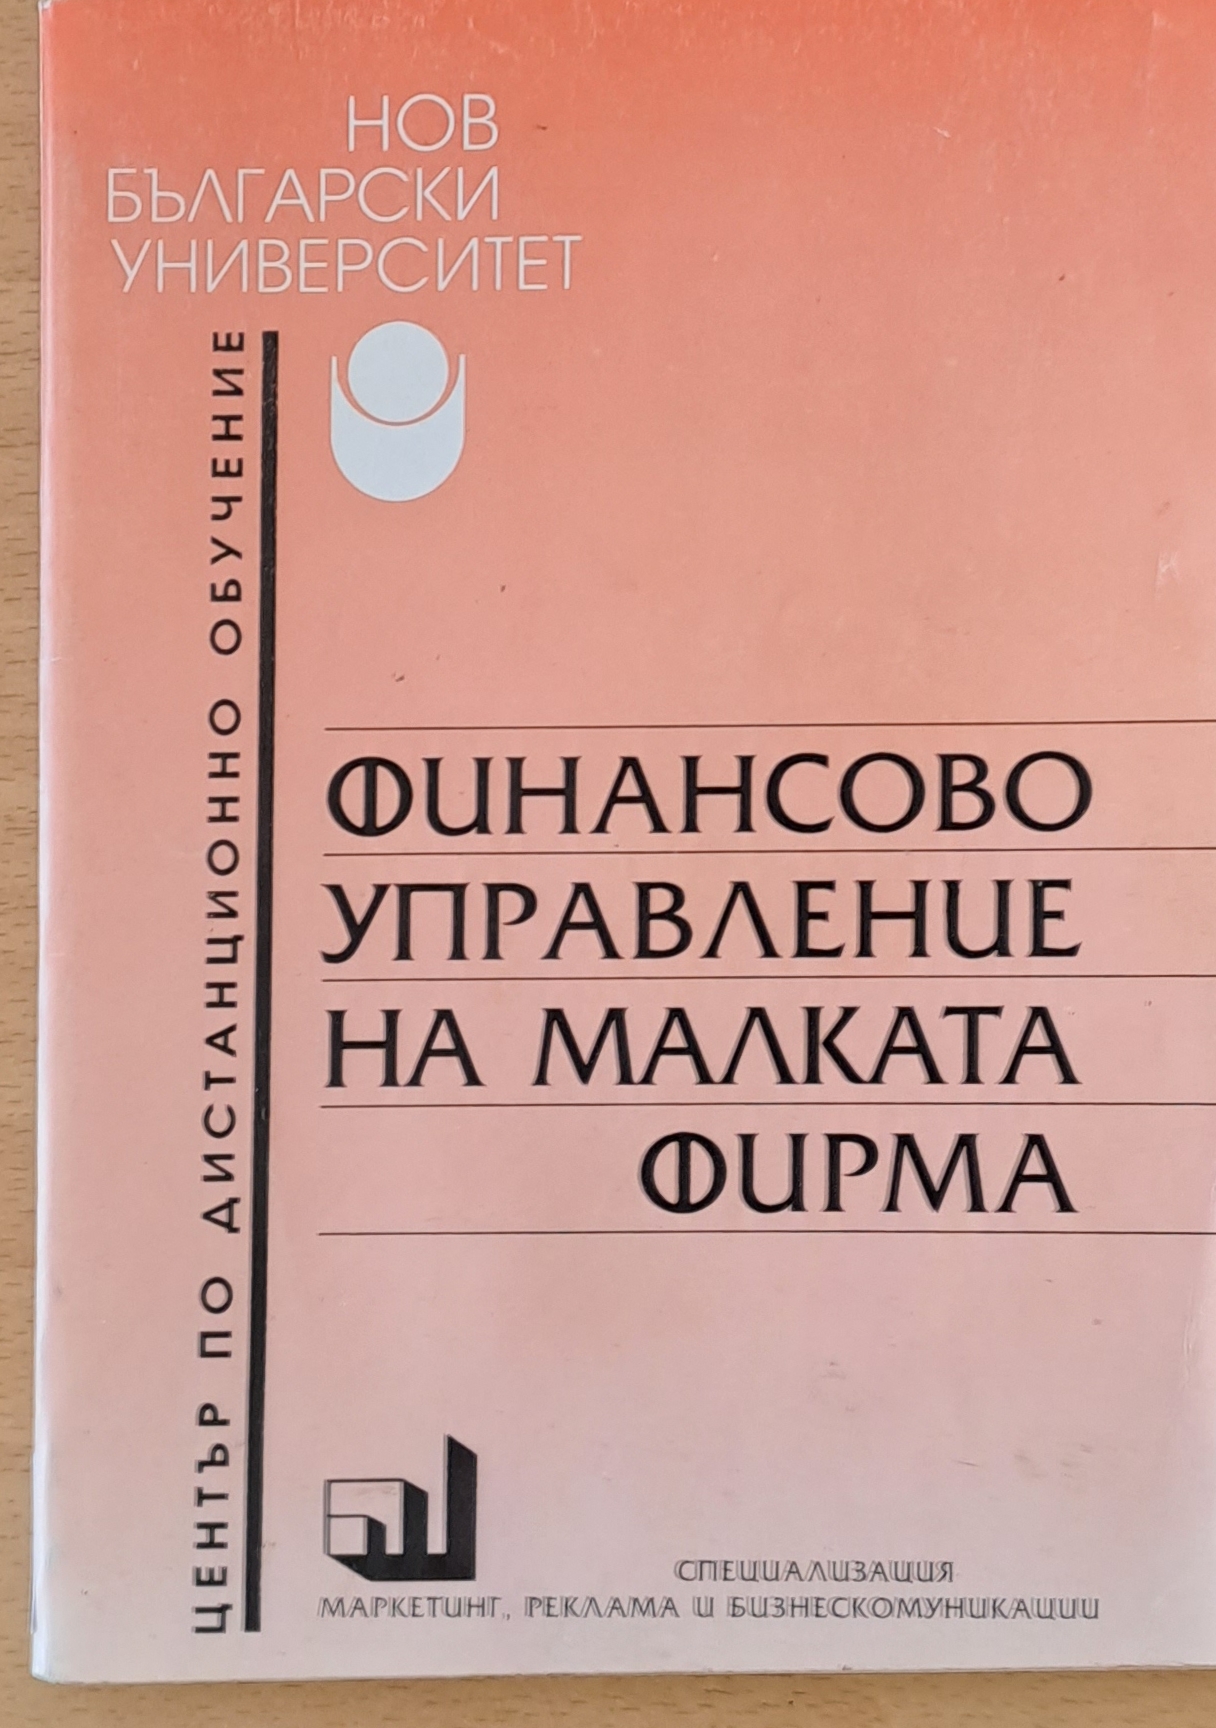 НОВ
БЪЛГАРСКИ
УНИВЕРСИТЕТ
ЦЕНТЪР ПО ДИСТАНЦИОННО ОБУЧЕНИЕ
ФИНАНСОВО
УПРАВЛЕНИЕ
НА МАЛКАТА
ФИРМА
СПЕЦИАЛИЗАЦИЯ
МАРКЕТИНГ, РЕКЛАМА И БИЗНЕСКОМУНИКАЦИИ